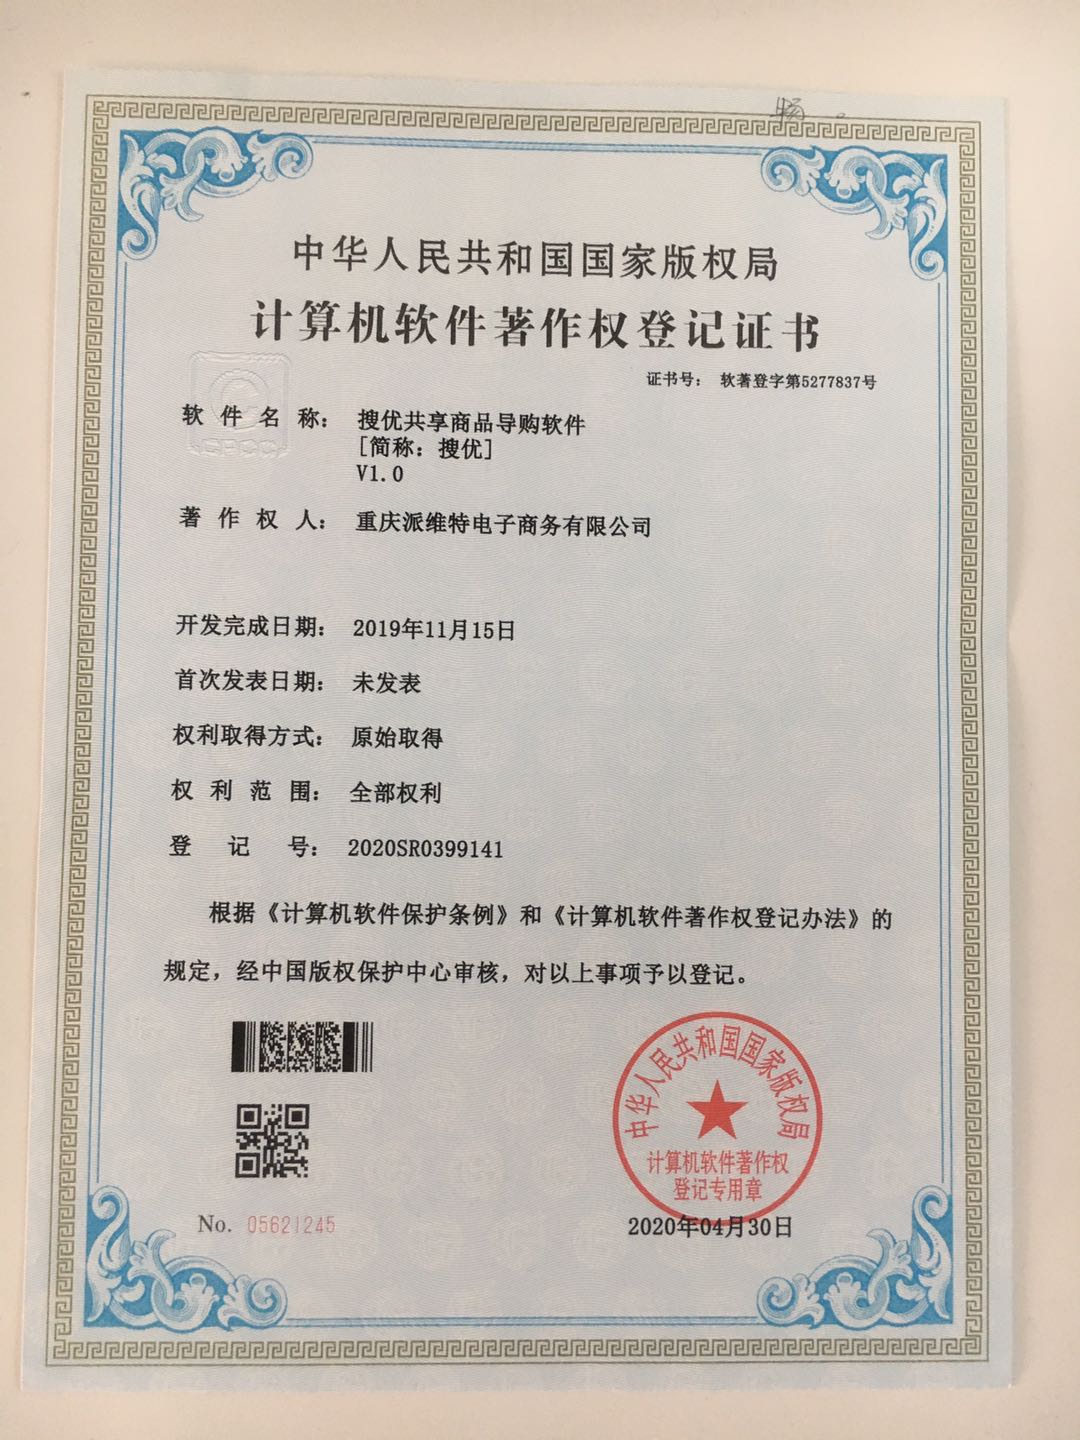 中华人民共和国国家版权局
计算机软件著作权登记证书
证书号： 软著登字第5277837号
软件名称： 搜优共享商品导购软件
[简称：搜优]
V1.0
著作权人： 重庆派维特电子商务有限公司
开发完成日期： 2019年11月15日
首次发表日期： 未发表
权利取得方式： 原始取得
权利范围： 全部权利
登记号： 2020SR0399141
根据《计算机软件保护条例》和《计算机软件著作权登记办法》的
规定，经中国版权保护中心审核，对以上事项予以登记。
中华人民共和国国家版权局
计算机软件著作权
登记专用章
No. 05621245
2020年04月30日